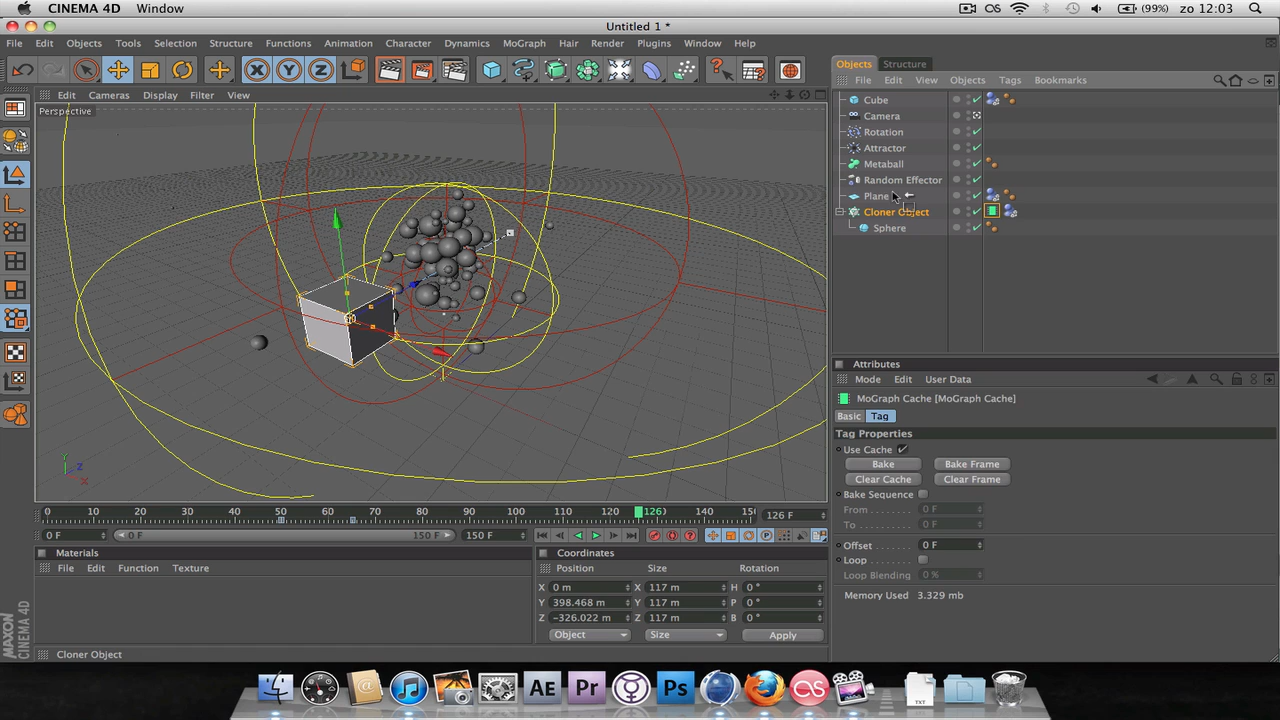 CINEMA 4D Window (99%) zo 12:03
Untitled 1 *
File Edit Objects Tools Selection Structure Functions Animation Character Dynamics MoGraph Hair Render Plugins Window Help
X Y Z
Objects Structure
File Edit View Objects Tags Bookmarks
Edit Cameras Display Filter View
Perspective
Cube
Camera
Rotation
Attractor
Metaball
Random Effector
Plane
Cloner Object
Sphere
Attributes
Mode Edit User Data
MoGraph Cache [MoGraph Cache]
Basic Tag
Tag Properties
Use Cache
Bake Bake Frame
Clear Cache Clear Frame
Bake Sequence
From 0 F
To 0 F
Offset 0 F
Loop
Loop Blending 0 %
Memory Used 3.329 mb
Y Z X
0 10 20 30 40 50 60 70 80 90 100 110 120 126 140 15 126 F
0 F 0 F 150 F 150 F
Materials
File Edit Function Texture
Coordinates
Position Size Rotation
X 0 m X 117 m H 0 °
Y 398.468 m Y 117 m P 0 °
Z -326.022 m Z 117 m B 0 °
Object Size Apply
MAXON CINEMA 4D
Cloner Object
AE Pr Ps TXT